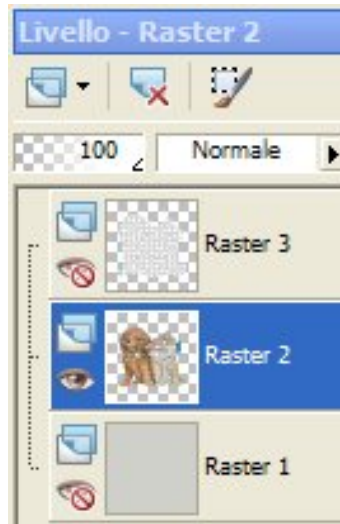 Livello - Raster 2
100 Normale
Raster 3
Raster 2
Raster 1